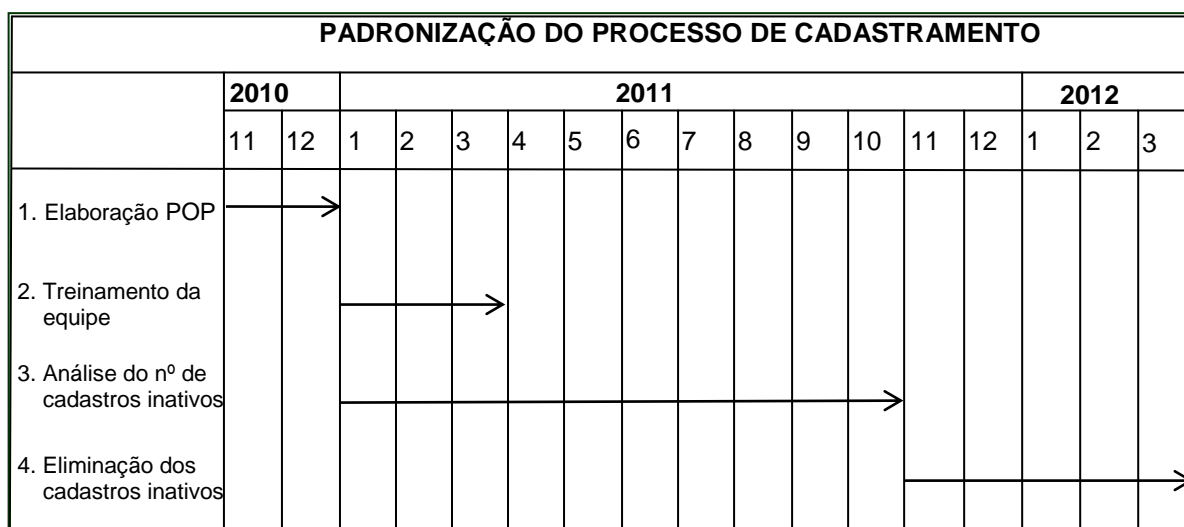 PADRONIZAÇÃO DO PROCESSO DE CADASTRAMENTO
2010 2011 2012
11 12 1 2 3 4 5 6 7 8 9 10 11 12 1 2 3
1. Elaboração POP
2. Treinamento da
equipe
3. Análise do nº de
cadastros inativos
4. Eliminação dos
cadastros inativos